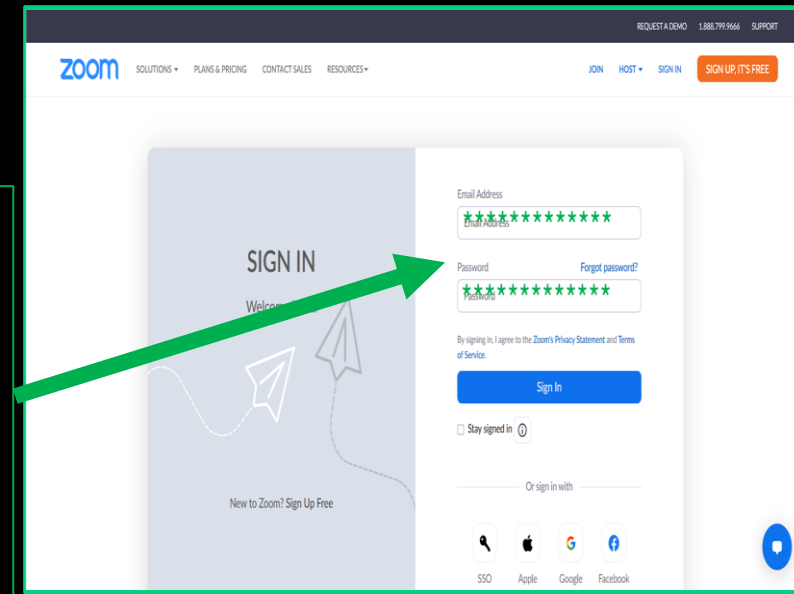 REQUEST A DEMO 1.888.799.9666 SUPPORT
zoom SOLUTIONS PLANS & PRICING CONTACT SALES RESOURCES JOIN HOST SIGN IN SIGN UP, IT'S FREE
SIGN IN
New to Zoom? Sign Up Free
Email Address
*************
Email Address
Password Forgot password?
*************
Password
By signing in, I agree to the Zoom's Privacy Statement and Terms
of Service.
Sign In
Stay signed in
Or sign in with
SSO Apple Google Facebook